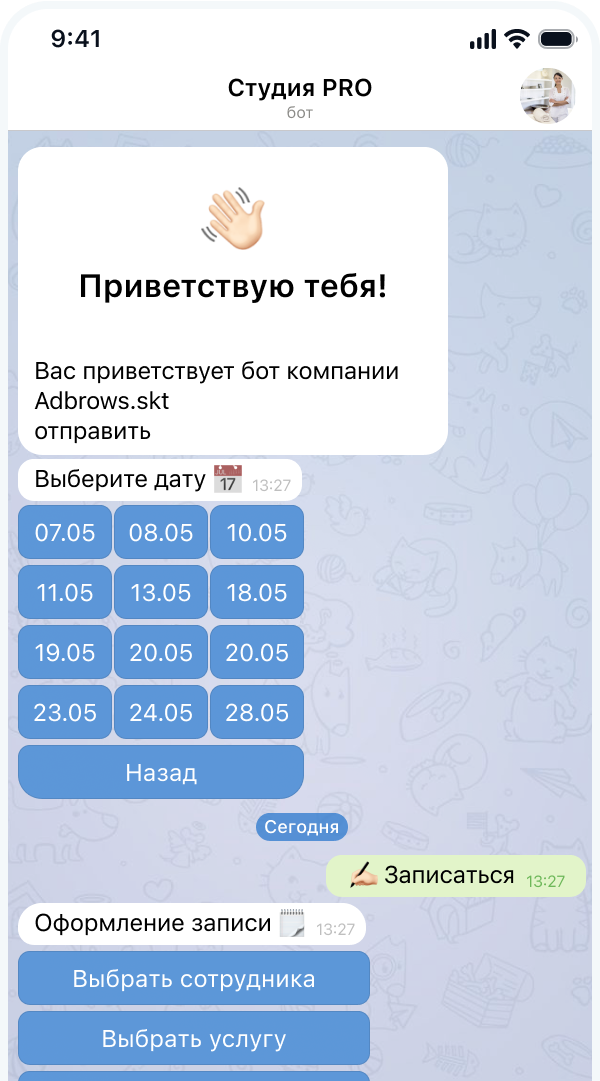 9:41
Студия PRO
бот
Приветствую тебя!
Вас приветствует бот компании
Adbrows.skt
отправить
Выберите дату 13:27
07.05 08.05 10.05
11.05 13.05 18.05
19.05 20.05 20.05
23.05 24.05 28.05
Назад
Сегодня
Записаться 13:27
Оформление записи 13:27
Выбрать сотрудника
Выбрать услугу